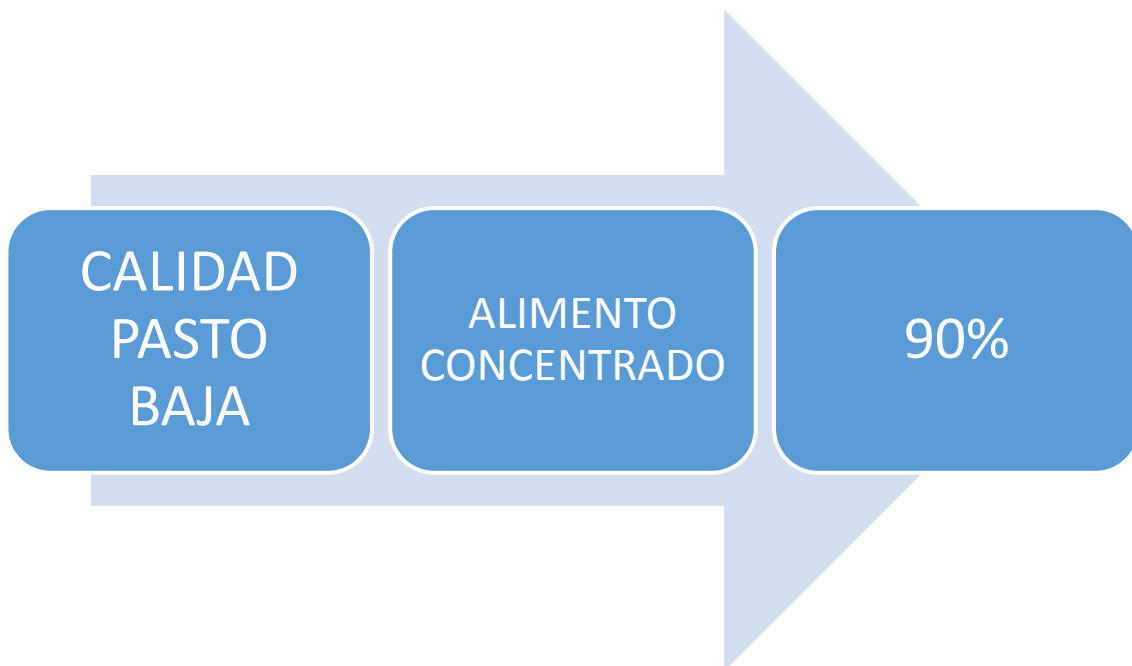 CALIDAD
PASTO
BAJA
ALIMENTO
CONCENTRADO
90%